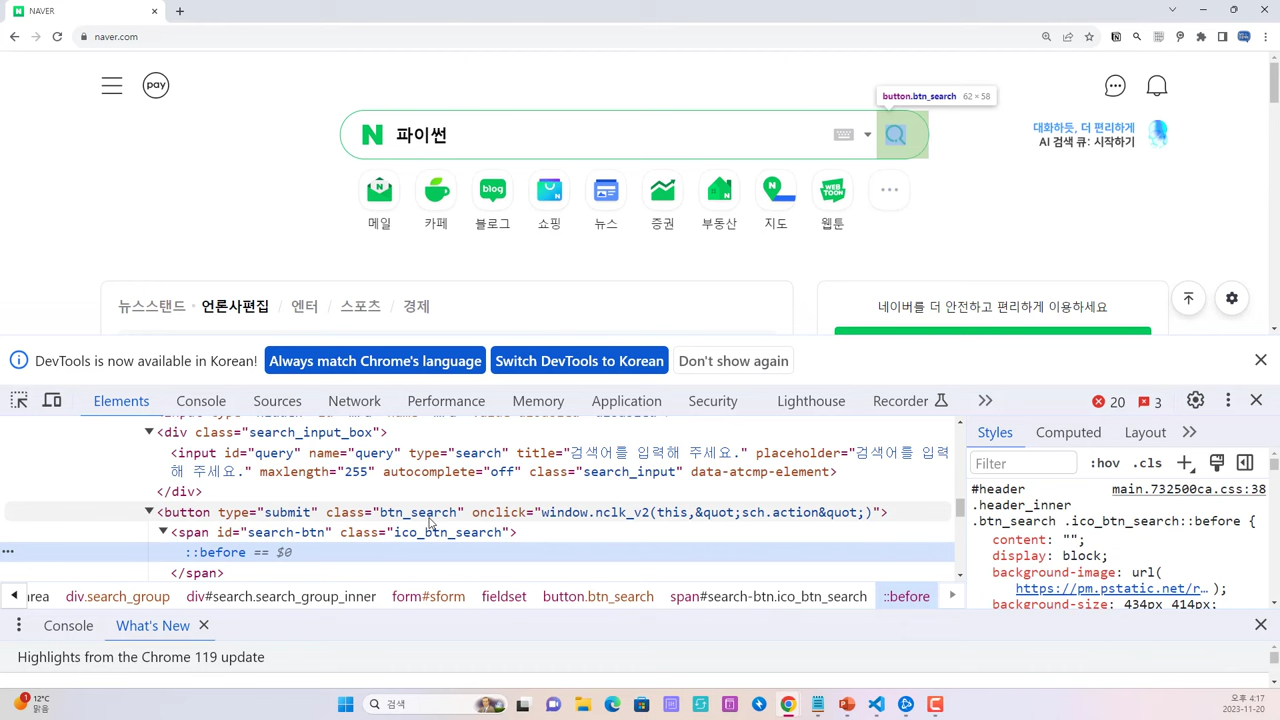 NAVER
naver.com
pay
button.btn_search 62 × 58
N 파이썬
대화하듯, 더 편리하게
AI 검색 큐: 시작하기
blog
N
WEB
TOON
메일 카페 블로그 쇼핑 뉴스 증권 부동산 지도 웹툰
뉴스스탠드 · 언론사편집 / 엔터 / 스포츠 / 경제
네이버를 더 안전하고 편리하게 이용하세요
DevTools is now available in Korean! Always match Chrome's language Switch DevTools to Korean Don't show again
Elements Console Sources Network Performance Memory Application Security Lighthouse Recorder 20 3
<div class="search_input_box">
<input id="query" name="query" type="search" title="검색어를 입력해 주세요." placeholder="검색어를 입력
해 주세요." maxlength="255" autocomplete="off" class="search_input" data-atcmp-element>
</div>
<button type="submit" class="btn_search" onclick="window.nclk_v2(this,&quot;sch.action&quot;)">
<span id="search-btn" class="ico_btn_search">
::before == $0
</span>
Styles Computed Layout
Filter :hov .cls
#header main.732500ca.css:38
.header_inner
.btn_search .ico_btn_search::before {
content: "";
display: block;
background-image: url(
https://pm.pstatic.net/r… );
background-size: 434px 414px;
area div.search_group div#search.search_group_inner form#sform fieldset button.btn_search span#search-btn.ico_btn_search ::before
Console What's New
Highlights from the Chrome 119 update
1 12°C
맑음
검색
오후 4:17
2023-11-20